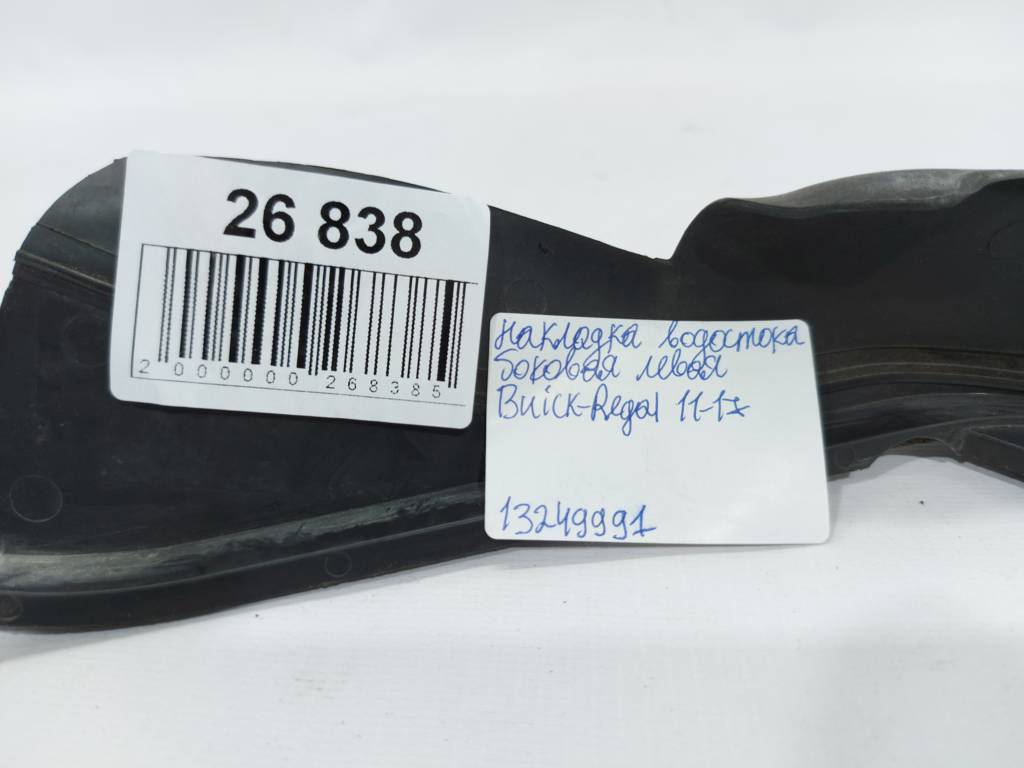 26 838
2 000000 268385
Накладка водостока
боковая левая
Buick-Regal 11-17
13249991